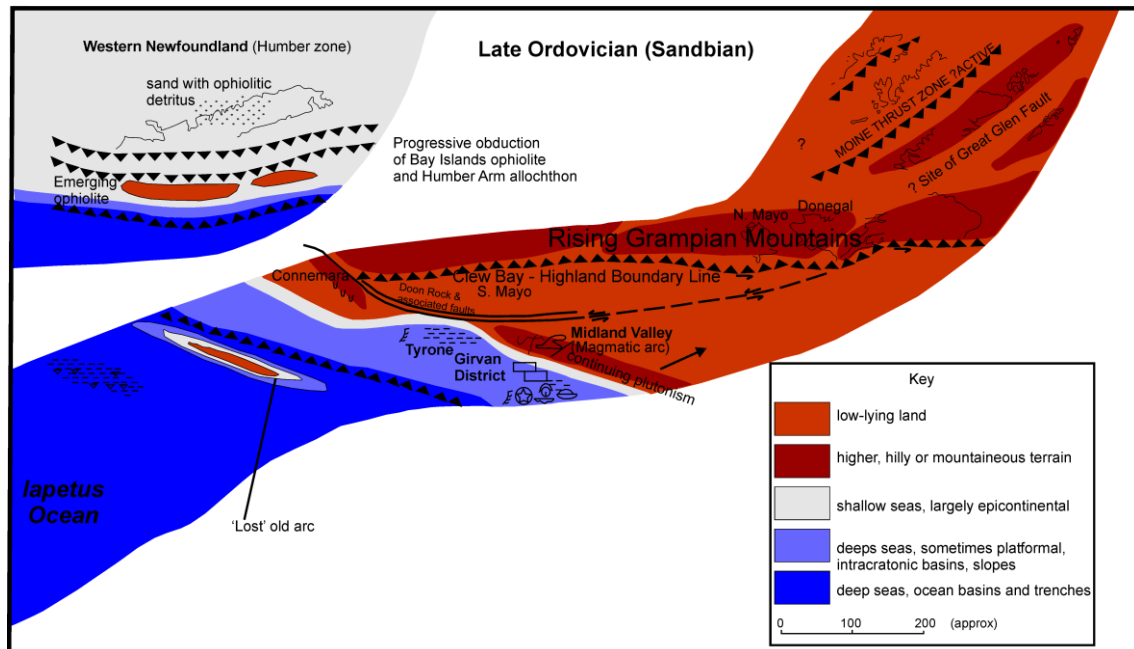 Late Ordovician (Sandbian)
Western Newfoundland (Humber zone)
sand with ophiolitic
detritus
Progressive obduction
of Bay Islands ophiolite
and Humber Arm allochthon
Emerging
ophiolite
MOINE THRUST ZONE ?ACTIVE
?
? Site of Great Glen Fault
N. Mayo
Donegal
Rising Grampian Mountains
Connemara
Clew Bay - Highland Boundary Line
S. Mayo
Doon Rock &
associated faults
Midland Valley
(Magmatic arc)
continuing plutonism
Tyrone
Girvan
District
Iapetus
Ocean
‘Lost’ old arc
Key
low-lying land
higher, hilly or mountaineous terrain
shallow seas, largely epicontinental
deeps seas, sometimes platformal,
intracratonic basins, slopes
deep seas, ocean basins and trenches
0 100 200 (approx)